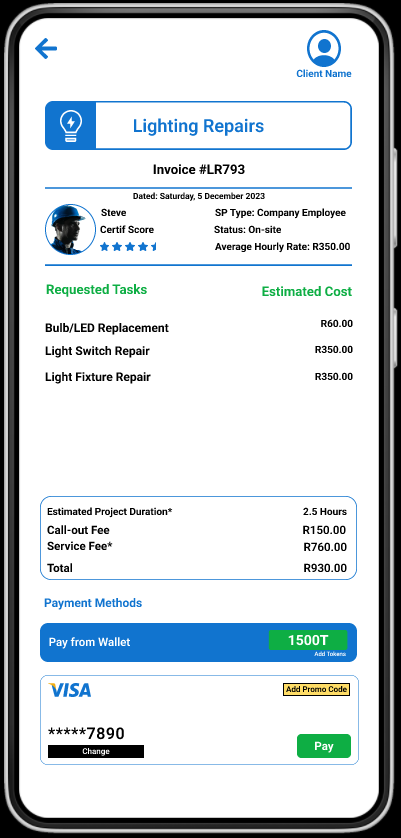 Client Name
Lighting Repairs
Invoice #LR793
Dated: Saturday, 5 December 2023
Steve SP Type: Company Employee
Certif Score Status: On-site
Average Hourly Rate: R350.00
Requested Tasks Estimated Cost
Bulb/LED Replacement R60.00
Light Switch Repair R350.00
Light Fixture Repair R350.00
Estimated Project Duration* 2.5 Hours
Call-out Fee R150.00
Service Fee* R760.00
Total R930.00
Payment Methods
Pay from Wallet 1500T
Add Tokens
VISA Add Promo Code
*****7890
Change Pay